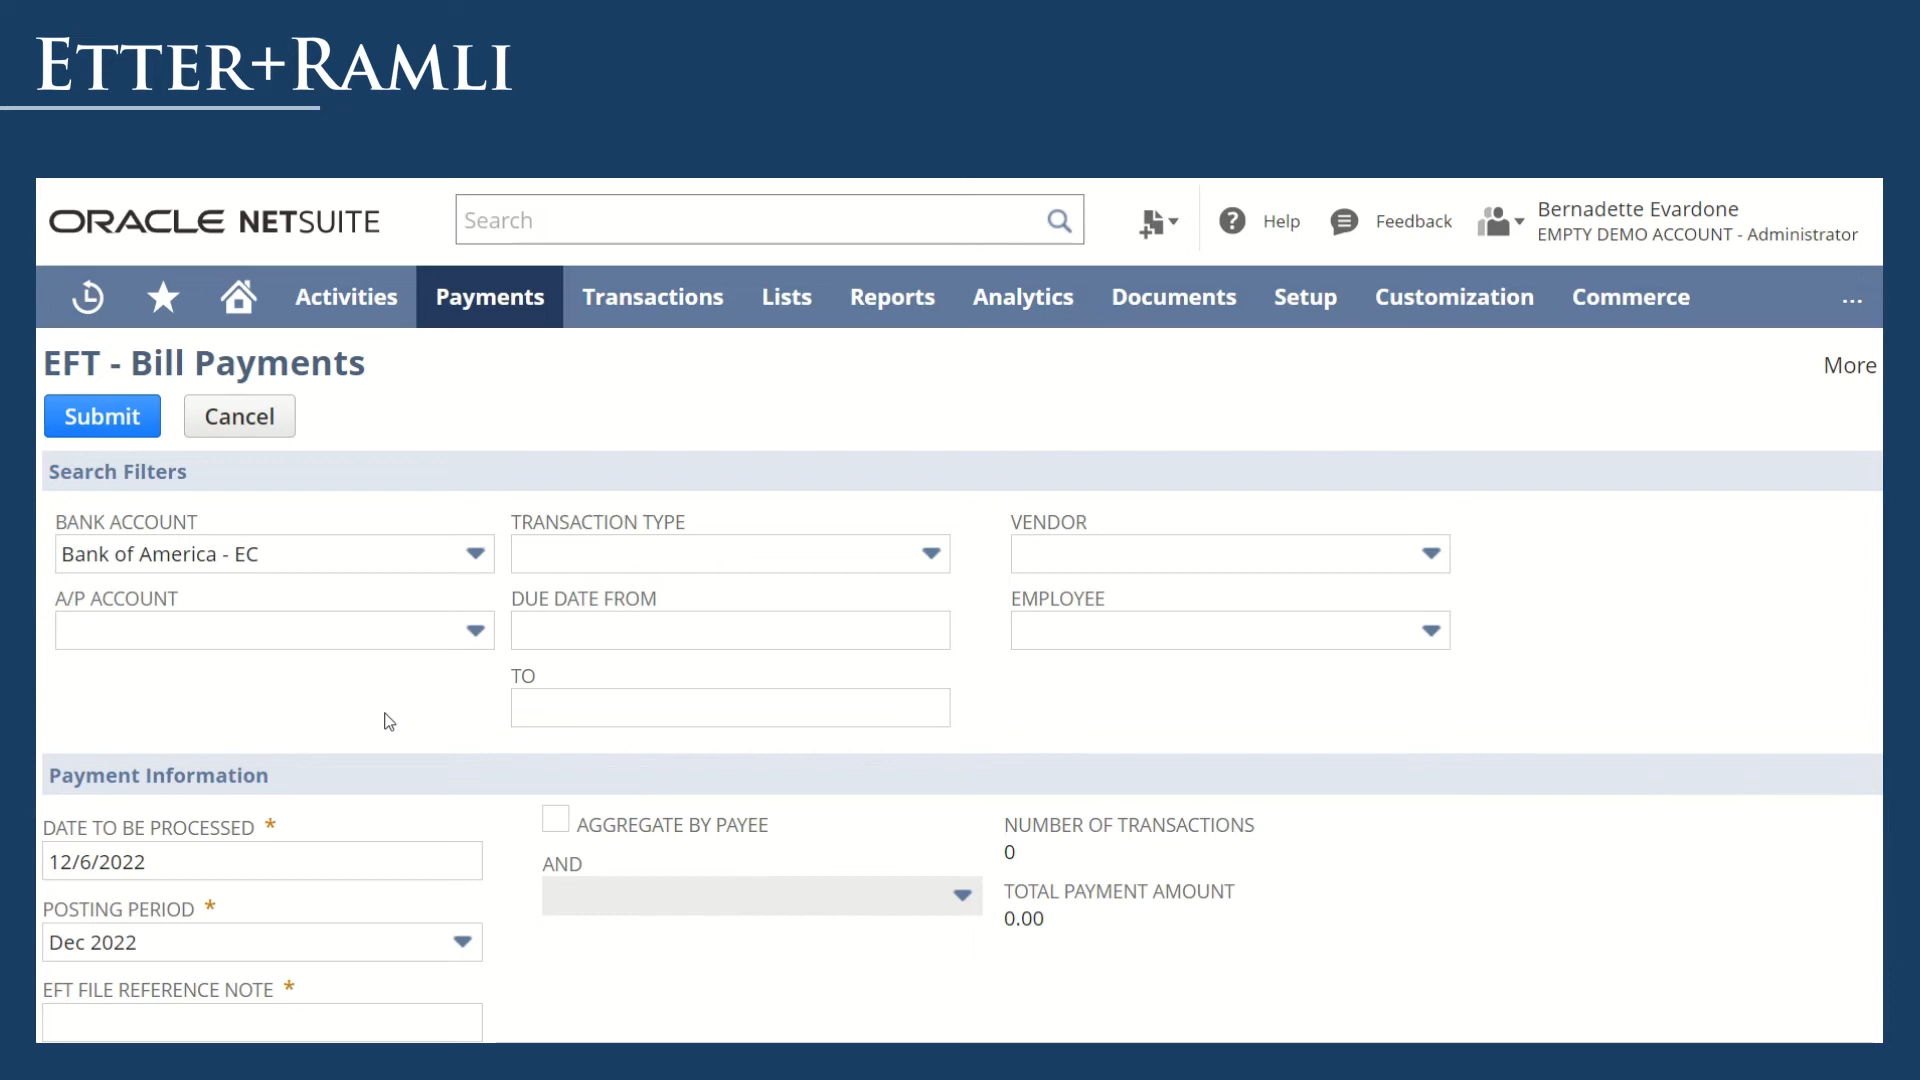 ETTER+RAMLI
ORACLE NETSUITE
Search
Help
Feedback
Bernadette Evardone
EMPTY DEMO ACCOUNT - Administrator
Activities
Payments
Transactions
Lists
Reports
Analytics
Documents
Setup
Customization
Commerce
...
EFT - Bill Payments
More
Submit
Cancel
Search Filters
BANK ACCOUNT
Bank of America - EC
TRANSACTION TYPE
VENDOR
A/P ACCOUNT
DUE DATE FROM
EMPLOYEE
TO
Payment Information
DATE TO BE PROCESSED *
12/6/2022
POSTING PERIOD *
Dec 2022
EFT FILE REFERENCE NOTE *
AGGREGATE BY PAYEE
AND
NUMBER OF TRANSACTIONS
0
TOTAL PAYMENT AMOUNT
0.00